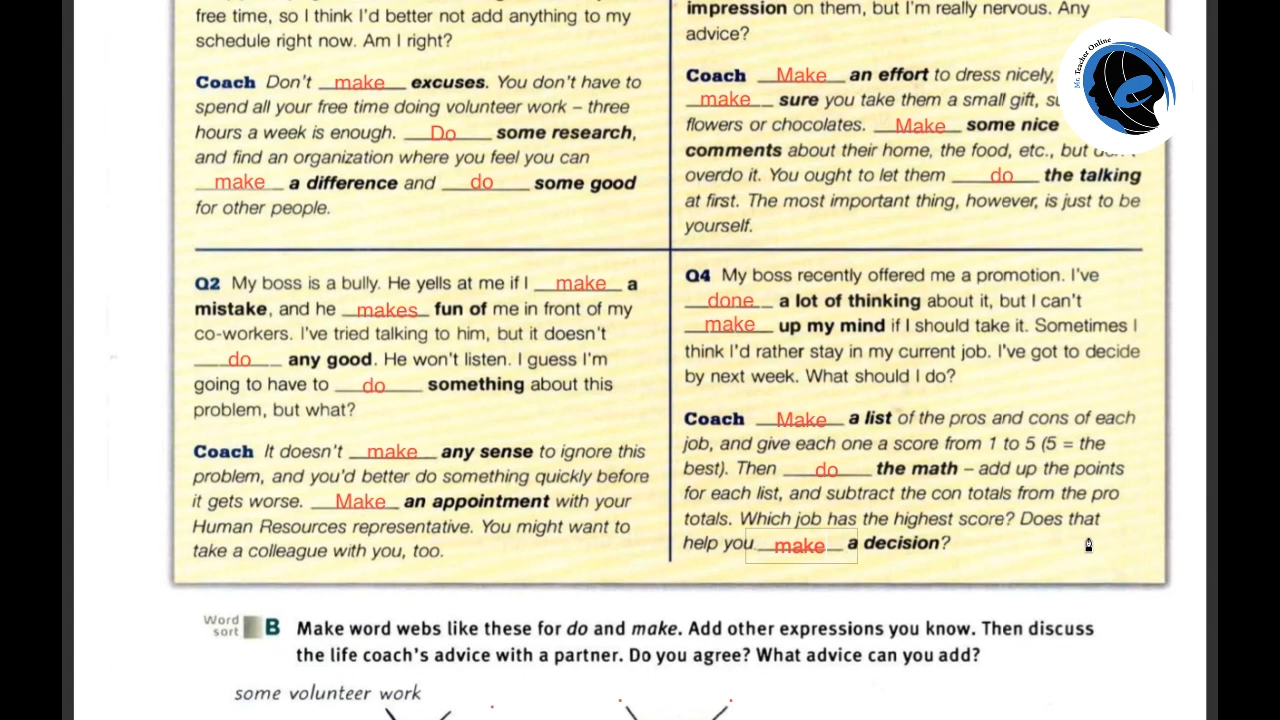 free time, so I think I'd better not add anything to my
schedule right now. Am I right?
Coach Don't make excuses. You don't have to
spend all your free time doing volunteer work – three
hours a week is enough. Do some research,
and find an organization where you feel you can
make a difference and do some good
for other people.
impression on them, but I'm really nervous. Any
advice?
Coach Make an effort to dress nicely,
make sure you take them a small gift,
flowers or chocolates. Make some nice
comments about their home, the food, etc., but
overdo it. You ought to let them do the talking
at first. The most important thing, however, is just to be
yourself.
Mr. Teacher Online
Q2 My boss is a bully. He yells at me if I make a
mistake, and he makes fun of me in front of my
co-workers. I've tried talking to him, but it doesn't
do any good. He won't listen. I guess I'm
going to have to do something about this
problem, but what?
Coach It doesn't make any sense to ignore this
problem, and you'd better do something quickly before
it gets worse. Make an appointment with your
Human Resources representative. You might want to
take a colleague with you, too.
Q4 My boss recently offered me a promotion. I've
done a lot of thinking about it, but I can't
make up my mind if I should take it. Sometimes I
think I'd rather stay in my current job. I've got to decide
by next week. What should I do?
Coach Make a list of the pros and cons of each
job, and give each one a score from 1 to 5 (5 = the
best). Then do the math – add up the points
for each list, and subtract the con totals from the pro
totals. Which job has the highest score? Does that
help you make a decision?
Word
sort
B Make word webs like these for do and make. Add other expressions you know. Then discuss
the life coach's advice with a partner. Do you agree? What advice can you add?
some volunteer work